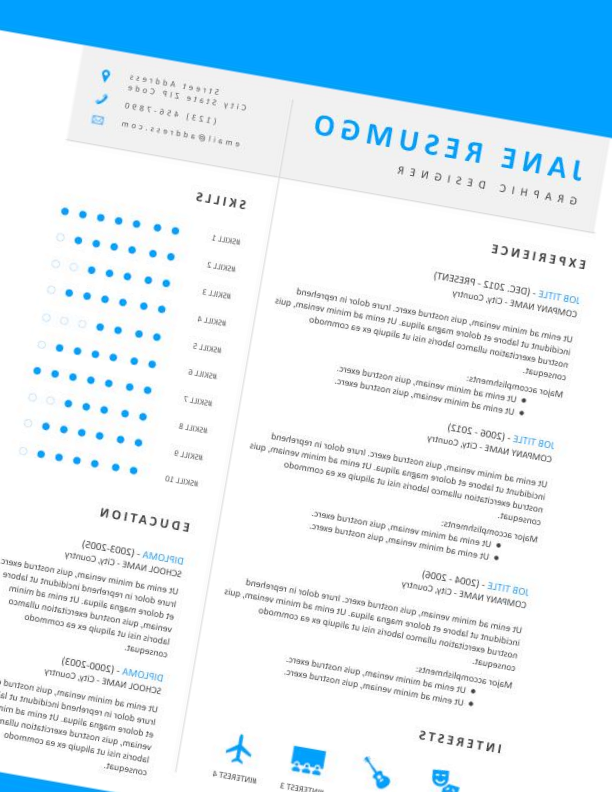 JANE RESUMGO
GRAPHIC DESIGNER
Street Address
City State Zip Code
(123) 456-7890
email@address.com
EXPERIENCE
JOB TITLE - (DEC. 2012 - PRESENT)
COMPANY NAME - City, Country
Ut enim ad minim veniam, quis nostrud exerc. Irure dolor in reprehend
incididunt ut labore et dolore magna aliqua. Ut enim ad minim veniam, quis
nostrud exercitation ullamco laboris nisi ut aliquip ex ea commodo
consequat.
Major accomplishments:
Ut enim ad minim veniam, quis nostrud exerc.
Ut enim ad minim veniam, quis nostrud exerc.
JOB TITLE - (2006 - 2012)
COMPANY NAME - City, Country
Ut enim ad minim veniam, quis nostrud exerc. Irure dolor in reprehend
incididunt ut labore et dolore magna aliqua. Ut enim ad minim veniam, quis
nostrud exercitation ullamco laboris nisi ut aliquip ex ea commodo
consequat.
Major accomplishments:
Ut enim ad minim veniam, quis nostrud exerc.
Ut enim ad minim veniam, quis nostrud exerc.
JOB TITLE - (2004 - 2006)
COMPANY NAME - City, Country
Ut enim ad minim veniam, quis nostrud exerc. Irure dolor in reprehend
incididunt ut labore et dolore magna aliqua. Ut enim ad minim veniam, quis
nostrud exercitation ullamco laboris nisi ut aliquip ex ea commodo
consequat.
Major accomplishments:
Ut enim ad minim veniam, quis nostrud exerc.
Ut enim ad minim veniam, quis nostrud exerc.
INTERESTS
#INTEREST 3
#INTEREST 4
SKILLS
#SKILL 1
#SKILL 2
#SKILL 3
#SKILL 4
#SKILL 5
#SKILL 6
#SKILL 7
#SKILL 8
#SKILL 9
#SKILL 10
EDUCATION
DIPLOMA - (2003-2005)
SCHOOL NAME - City, Country
Ut enim ad minim veniam, quis nostrud exerc
Irure dolor in reprehend incididunt ut labore
et dolore magna aliqua. Ut enim ad minim
veniam, quis nostrud exercitation ullamco
laboris nisi ut aliquip ex ea commodo
consequat.
DIPLOMA - (2000-2003)
SCHOOL NAME - City, Country
Ut enim ad minim veniam, quis nostrud
Irure dolor in reprehend incididunt ut
et dolore magna aliqua. Ut enim ad
veniam, quis nostrud exercitation ullamco
laboris nisi ut aliquip ex ea commodo
consequat.